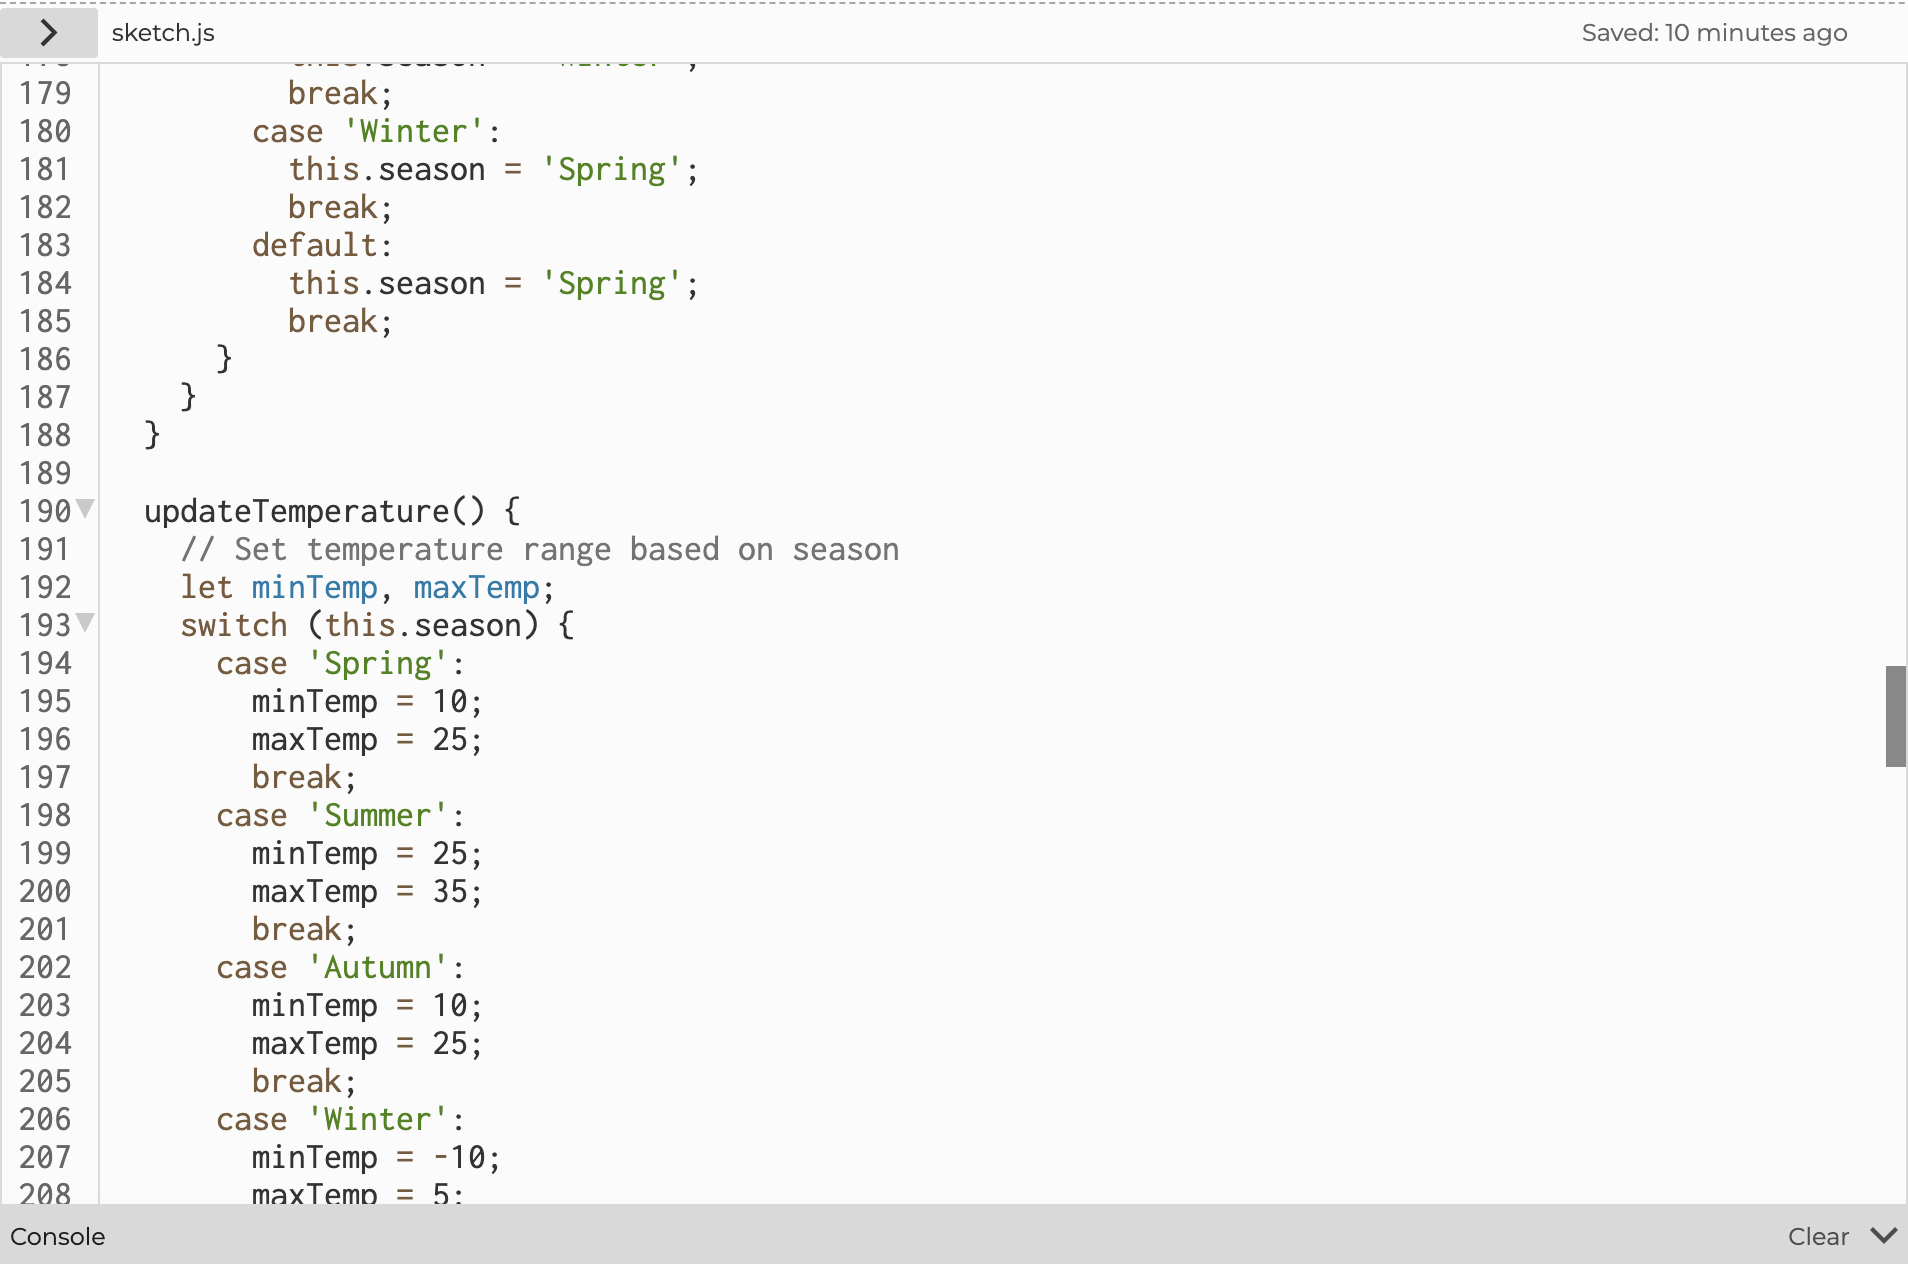 sketch.js
Saved: 10 minutes ago
178 this.season = 'Winter';
179 break;
180 case 'Winter':
181 this.season = 'Spring';
182 break;
183 default:
184 this.season = 'Spring';
185 break;
186 }
187 }
188 }
189
190 updateTemperature() {
191 // Set temperature range based on season
192 let minTemp, maxTemp;
193 switch (this.season) {
194 case 'Spring':
195 minTemp = 10;
196 maxTemp = 25;
197 break;
198 case 'Summer':
199 minTemp = 25;
200 maxTemp = 35;
201 break;
202 case 'Autumn':
203 minTemp = 10;
204 maxTemp = 25;
205 break;
206 case 'Winter':
207 minTemp = -10;
208 maxTemp = 5;
Console
Clear